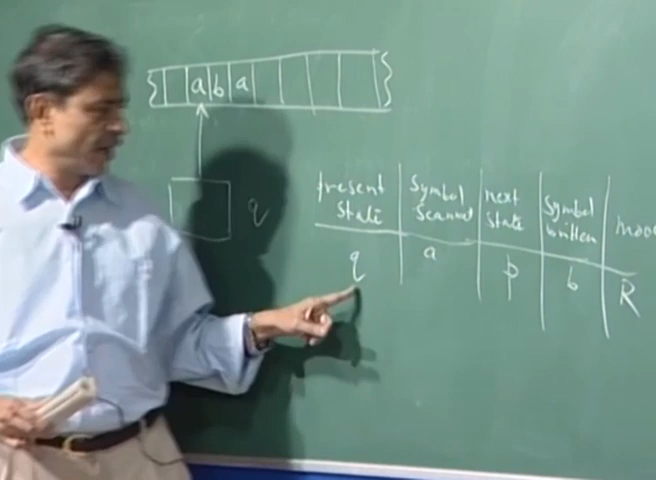 a b a
q
present state
Symbol Scanned
next state
Symbol written
move
q a p b R